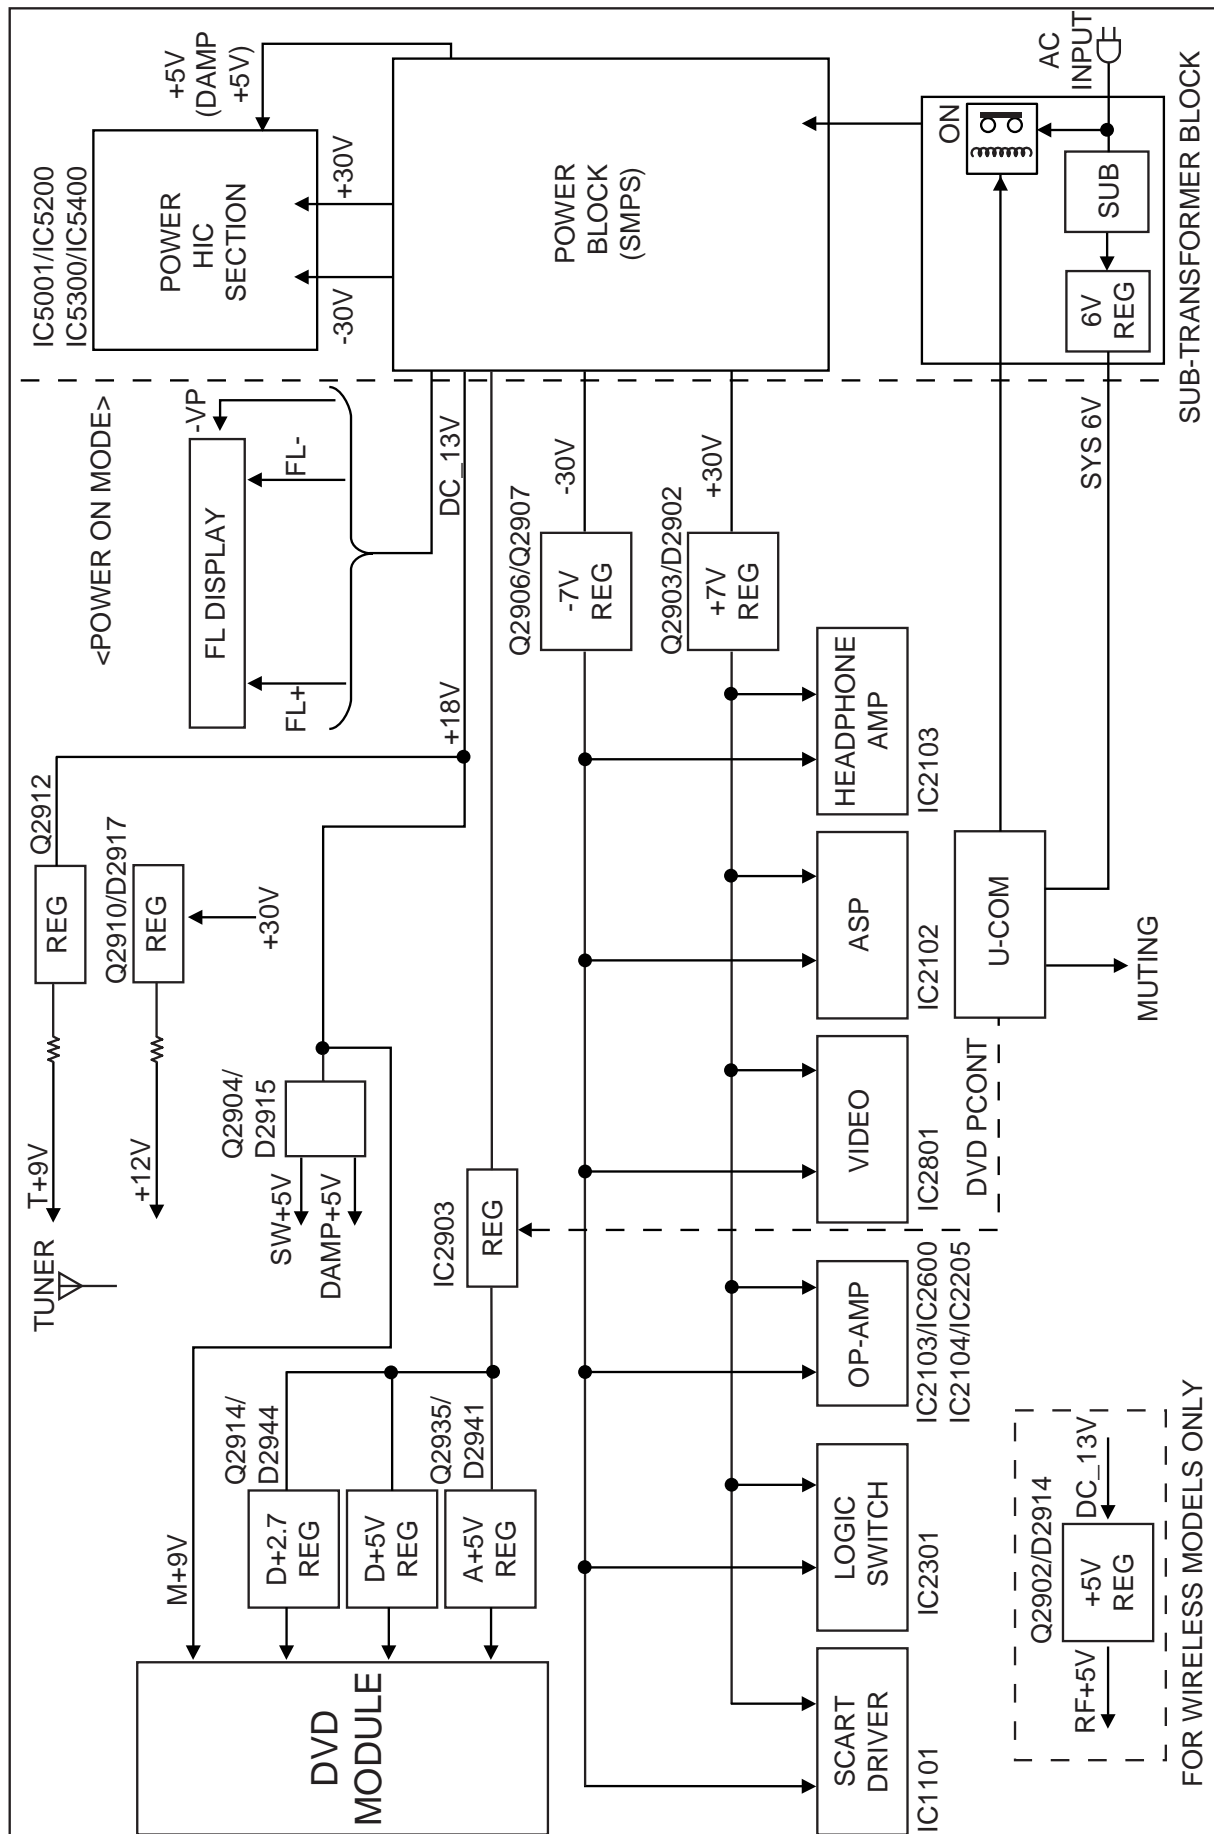 <POWER ON MODE>
TUNER
T+9V
REG
Q2912
+12V
REG
Q2910/D2917
+30V
FL DISPLAY
FL+
FL-
-VP
IC5001/IC5200
IC5300/IC5400
POWER
HIC
SECTION
+5V
(DAMP
+5V)
-30V
+30V
M+9V
SW+5V
DAMP+5V
Q2904/
D2915
+18V
DC_13V
DVD
MODULE
Q2914/
D2944
D+2.7
REG
D+5V
REG
Q2935/
D2941
A+5V
REG
IC2903
REG
Q2906/Q2907
-7V
REG
-30V
Q2903/D2902
+7V
REG
+30V
POWER
BLOCK
(SMPS)
SCART
DRIVER
IC1101
LOGIC
SWITCH
IC2301
OP-AMP
IC2103/IC2600
IC2104/IC2205
VIDEO
IC2801
ASP
IC2102
HEADPHONE
AMP
IC2103
DVD PCONT
U-COM
MUTING
SYS 6V
ON
AC
INPUT
SUB
6V
REG
SUB-TRANSFORMER BLOCK
Q2902/D2914
RF+5V
+5V
REG
DC_13V
FOR WIRELESS MODELS ONLY